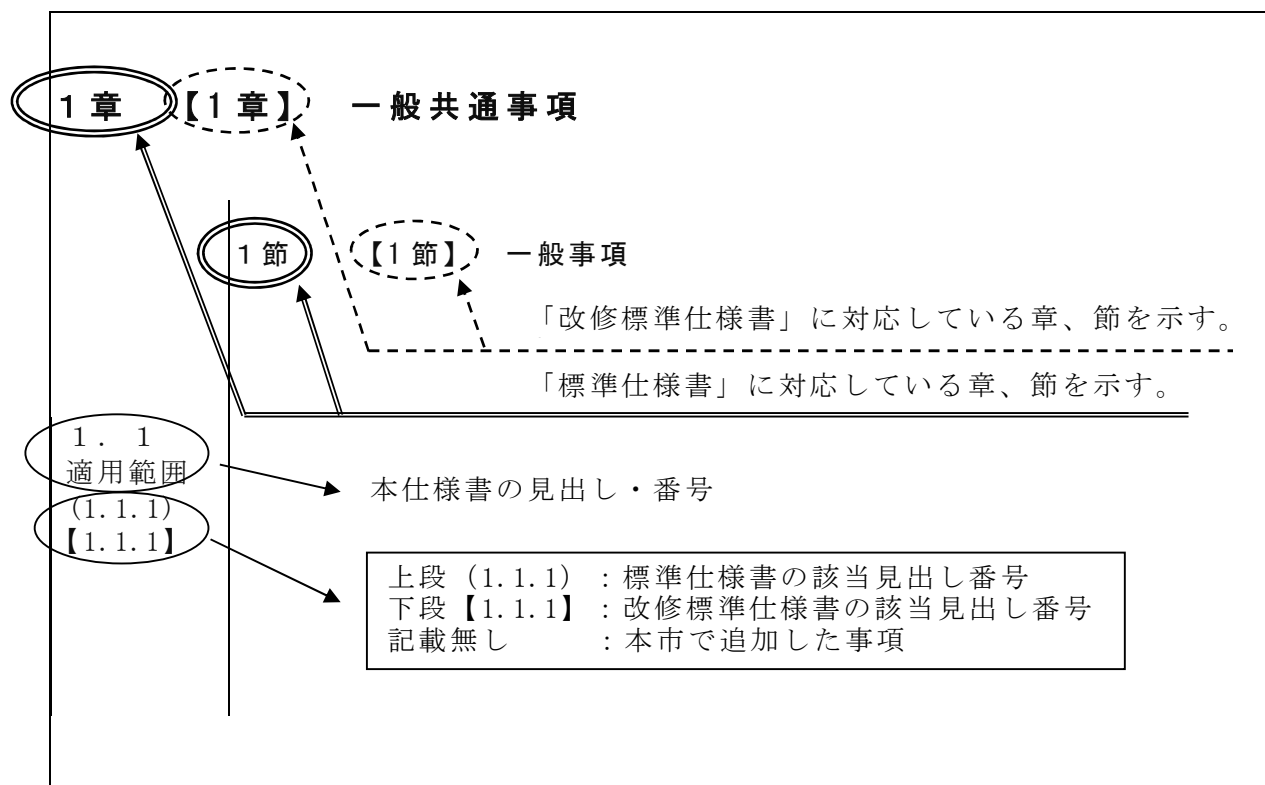 1章 【1章】 一般共通事項
1節 【1節】 一般事項
「改修標準仕様書」に対応している章、節を示す。
「標準仕様書」に対応している章、節を示す。
1．1
適用範囲
(1.1.1)
【1.1.1】
本仕様書の見出し・番号
上段（1.1.1）：標準仕様書の該当見出し番号
下段【1.1.1】：改修標準仕様書の該当見出し番号
記載無し　　　：本市で追加した事項